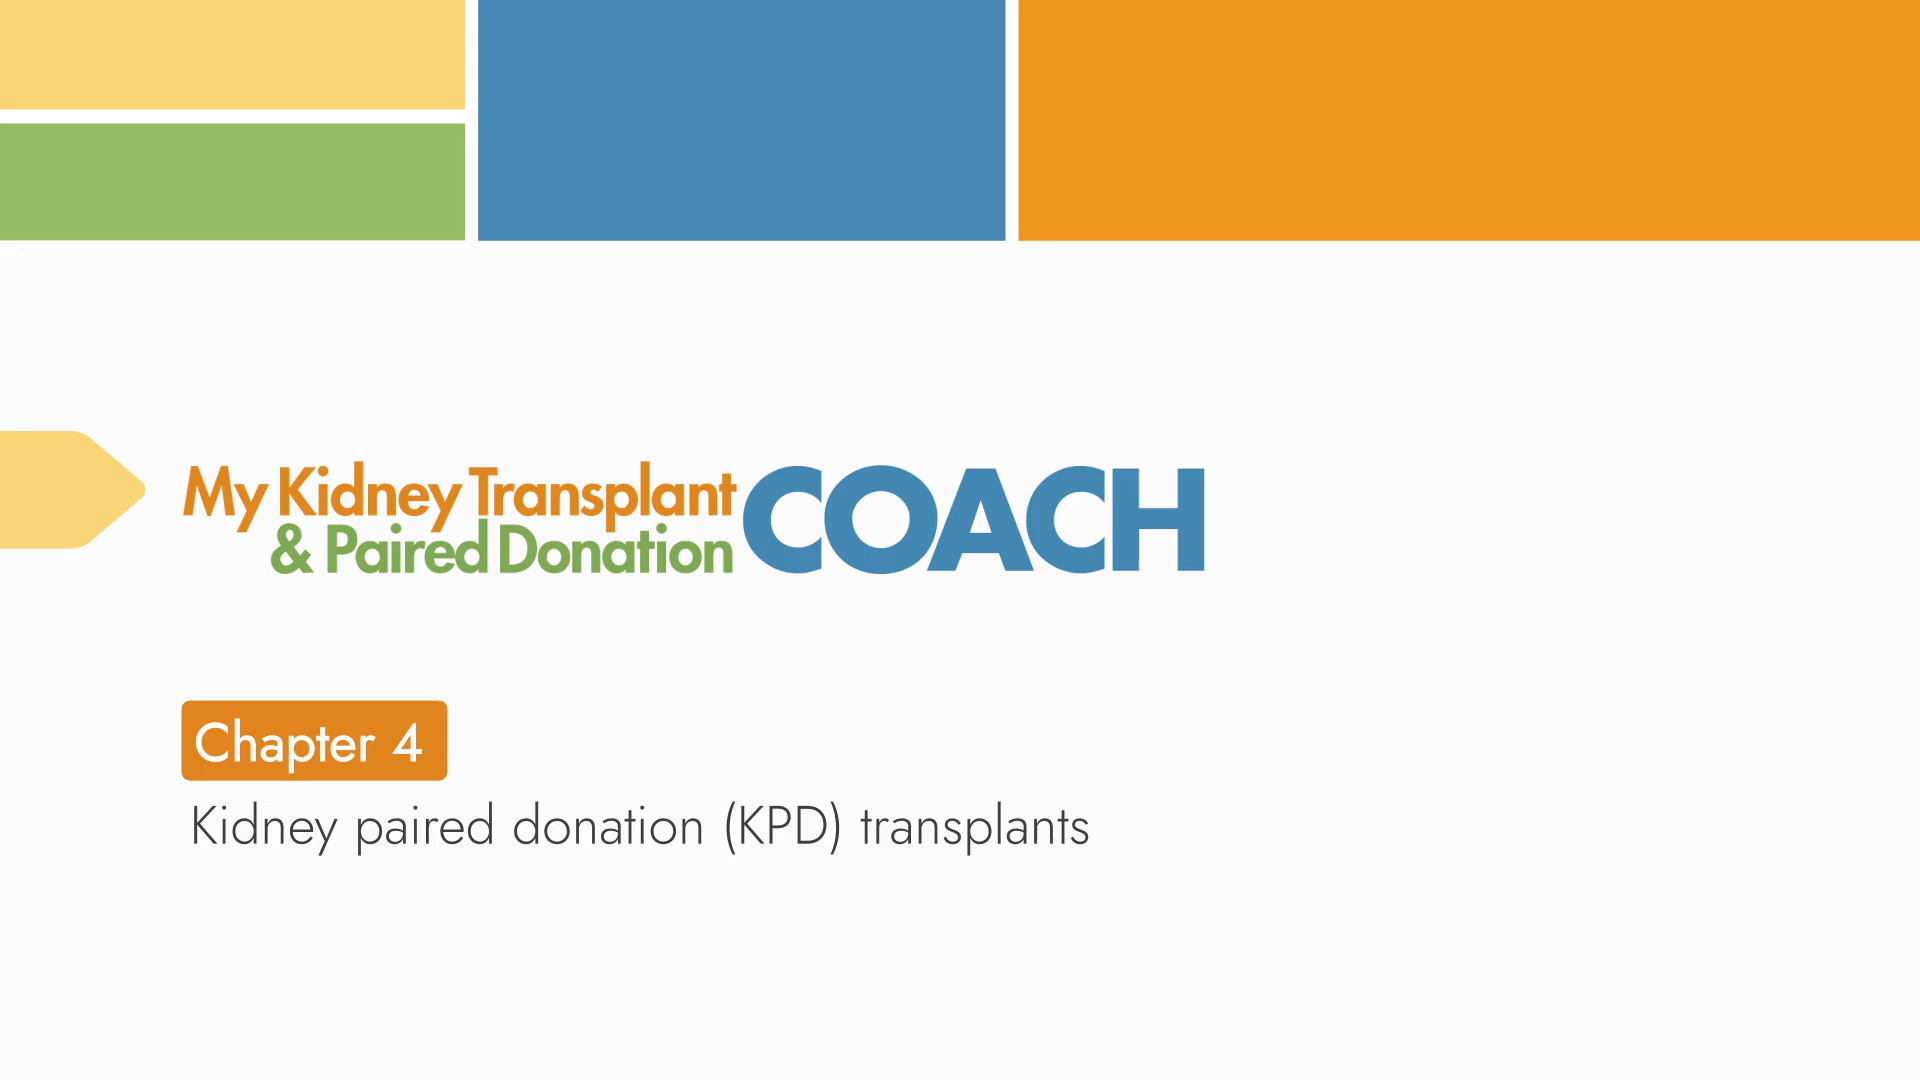 My Kidney Transplant
& Paired Donation
COACH
Chapter 4
Kidney paired donation (KPD) transplants